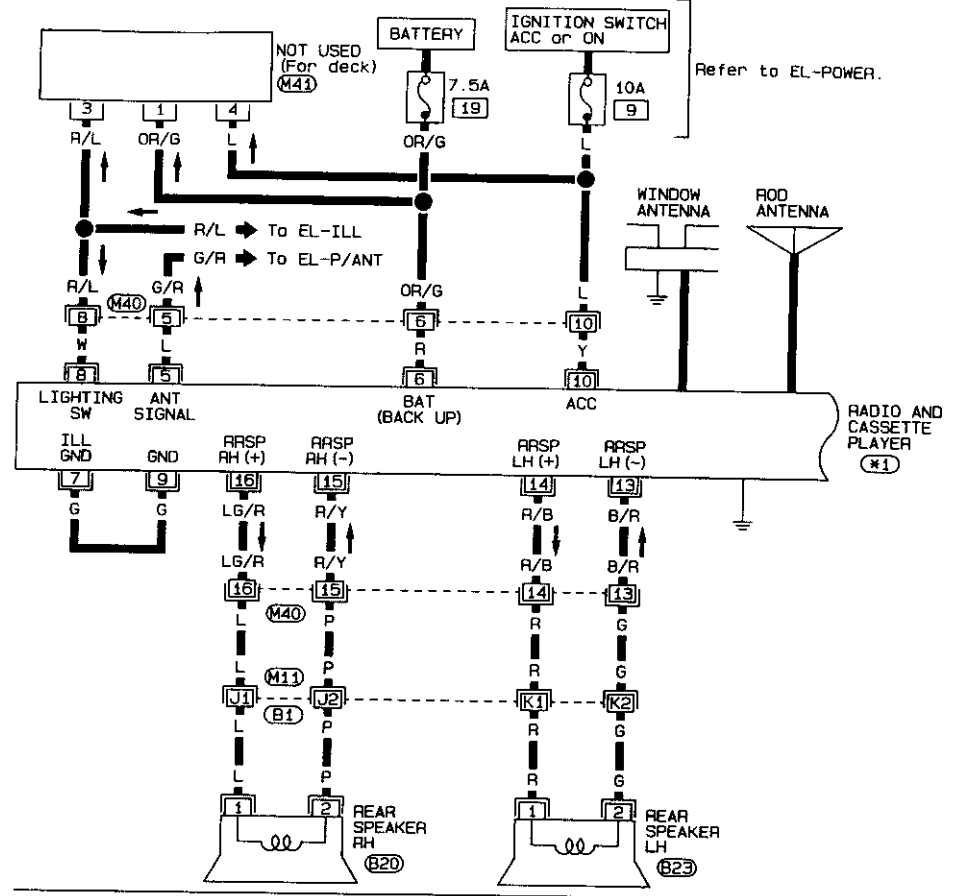 BATTERY
IGNITION SWITCH
ACC or ON
NOT USED
(For deck)
M41
7.5A
19
10A
9
Refer to EL-POWER.
3
1
4
R/L
OR/G
L
OR/G
L
WINDOW
ANTENNA
ROD
ANTENNA
R/L
To EL-ILL
G/R
To EL-P/ANT
R/L
G/R
OR/G
L
M40
8
5
6
10
W
L
R
Y
8
5
6
10
LIGHTING
SW
ANT
SIGNAL
BAT
(BACK UP)
ACC
RADIO AND
CASSETTE
PLAYER
*1
ILL
GND
GND
RRSP
RH (+)
RRSP
RH (-)
RRSP
LH (+)
RRSP
LH (-)
7
9
16
15
14
13
G
G
LG/R
R/Y
R/B
B/R
LG/R
R/Y
R/B
B/R
16
15
14
13
M40
L
P
R
G
L
P
R
G
M11
J1
J2
K1
K2
B1
L
P
R
G
L
P
R
G
1
2
1
2
REAR
SPEAKER
RH
B20
REAR
SPEAKER
LH
B23